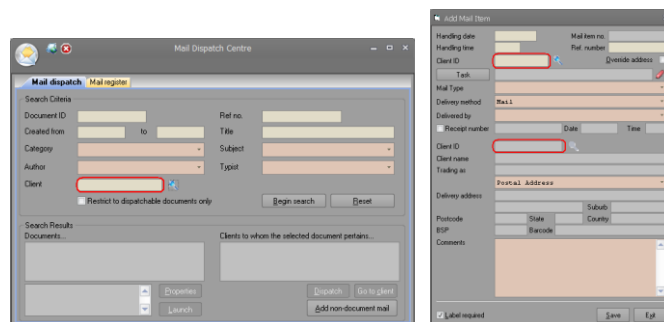 Mail Dispatch Centre
Mail dispatch Mail register
Search Criteria
Document ID Ref no.
Created from to Title
Category Subject
Author Typist
Client
Restrict to dispatchable documents only Begin search Reset
Search Results
Documents... Clients to whom the selected document pertains...
Properties Dispatch Go to client
Launch Add non-document mail
Add Mail Item
Handling date Mail item no.
Handling time Ref. number
Client ID Override address
Task
Mail Type
Delivery method Mail
Delivered by
Receipt number Date Time
Client ID
Client name
Trading as
Postal Address
Delivery address
Suburb
Postcode State Country
BSP Barcode
Comments
Label required Save Exit